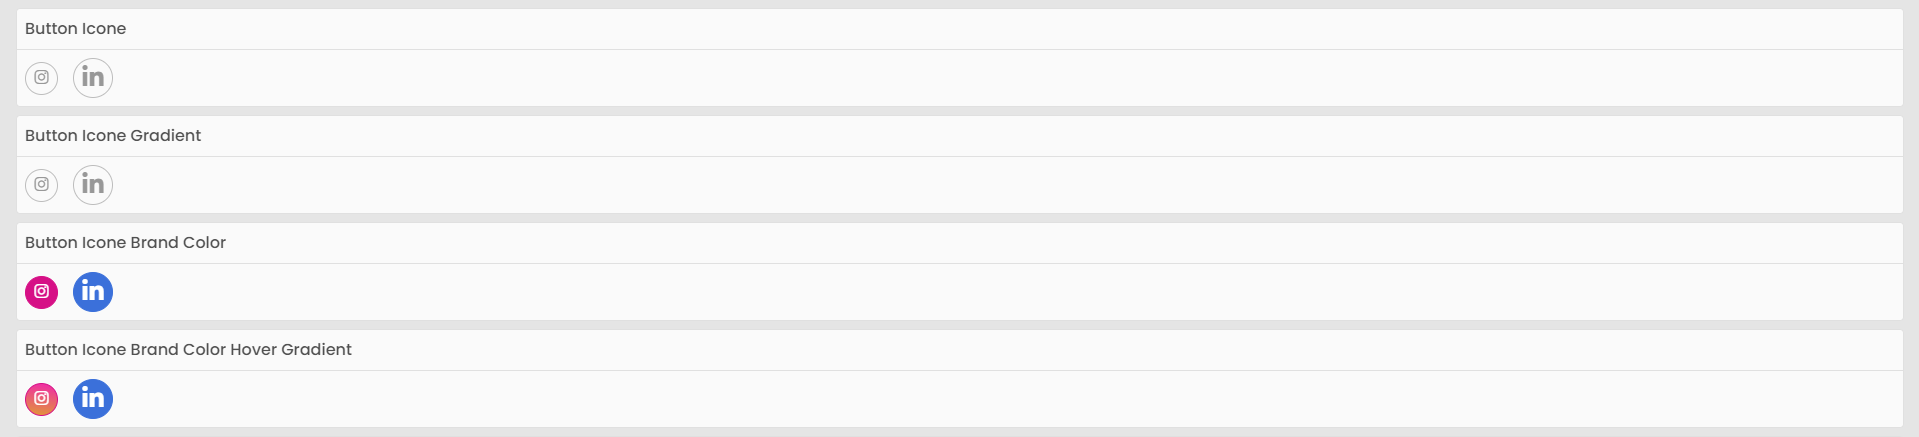 Button Icone
in
Button Icone Gradient
in
Button Icone Brand Color
in
Button Icone Brand Color Hover Gradient
in